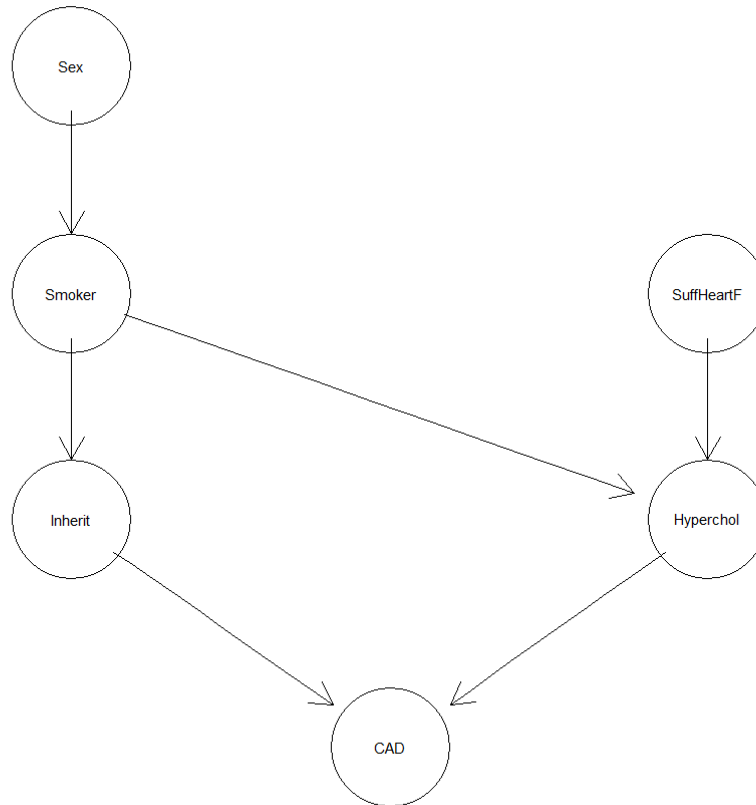 Sex
Smoker
SuffHeartF
Inherit
Hyperchol
CAD